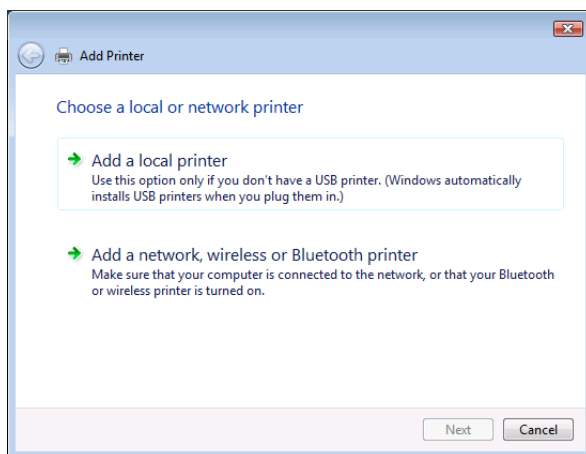 Add Printer
Choose a local or network printer
Add a local printer
Use this option only if you don't have a USB printer. (Windows automatically
installs USB printers when you plug them in.)
Add a network, wireless or Bluetooth printer
Make sure that your computer is connected to the network, or that your Bluetooth
or wireless printer is turned on.
Next Cancel